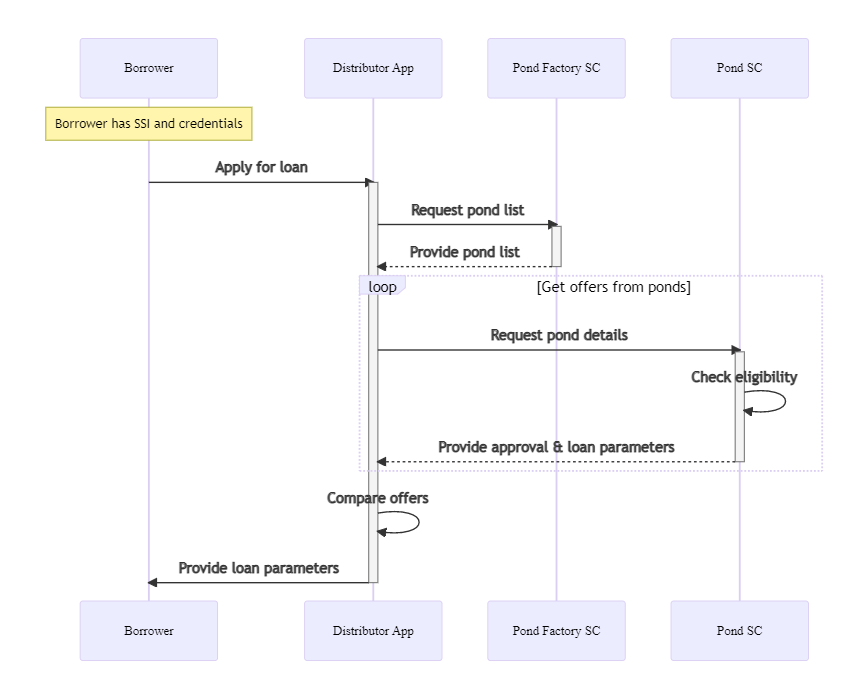 Borrower
Distributor App
Pond Factory SC
Pond SC
Borrower has SSI and credentials
Apply for loan
Request pond list
Provide pond list
loop
[Get offers from ponds]
Request pond details
Check eligibility
Provide approval & loan parameters
Compare offers
Provide loan parameters
Borrower
Distributor App
Pond Factory SC
Pond SC